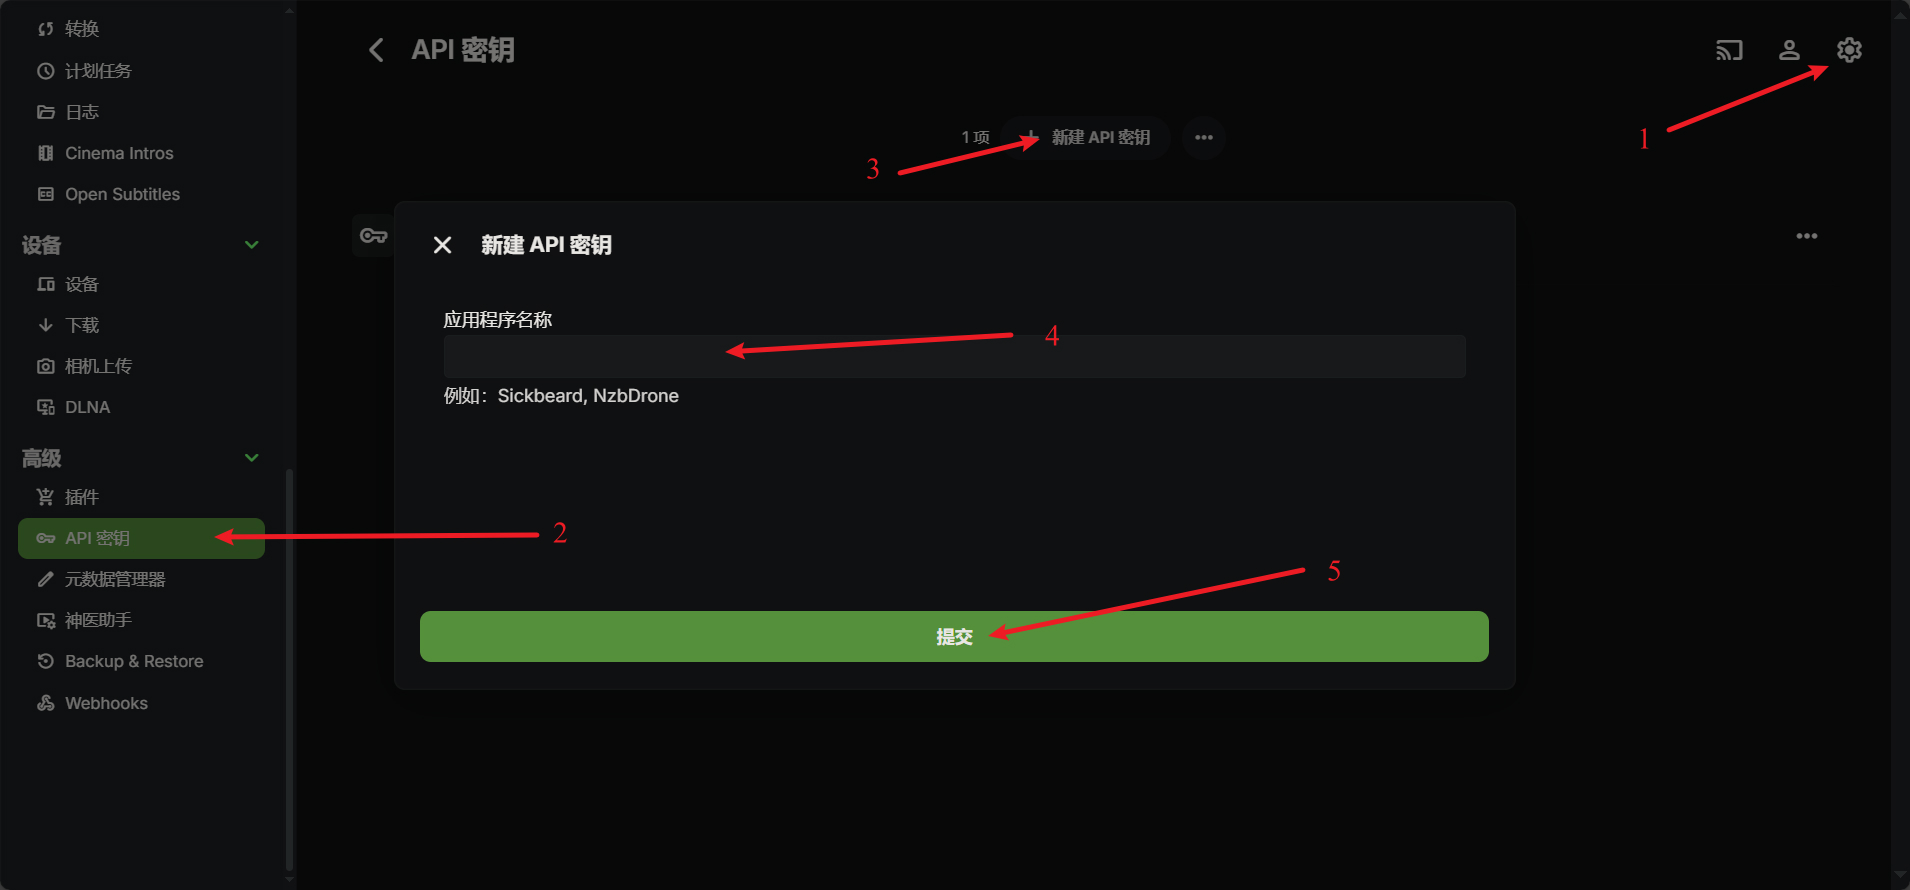 转换
计划任务
日志
Cinema Intros
Open Subtitles
设备
设备
下载
相机上传
DLNA
高级
插件
API 密钥
元数据管理器
神医助手
Backup & Restore
Webhooks
API 密钥
1
1 项
新建 API 密钥
3
新建 API 密钥
应用程序名称
4
例如：Sickbeard, NzbDrone
2
5
提交